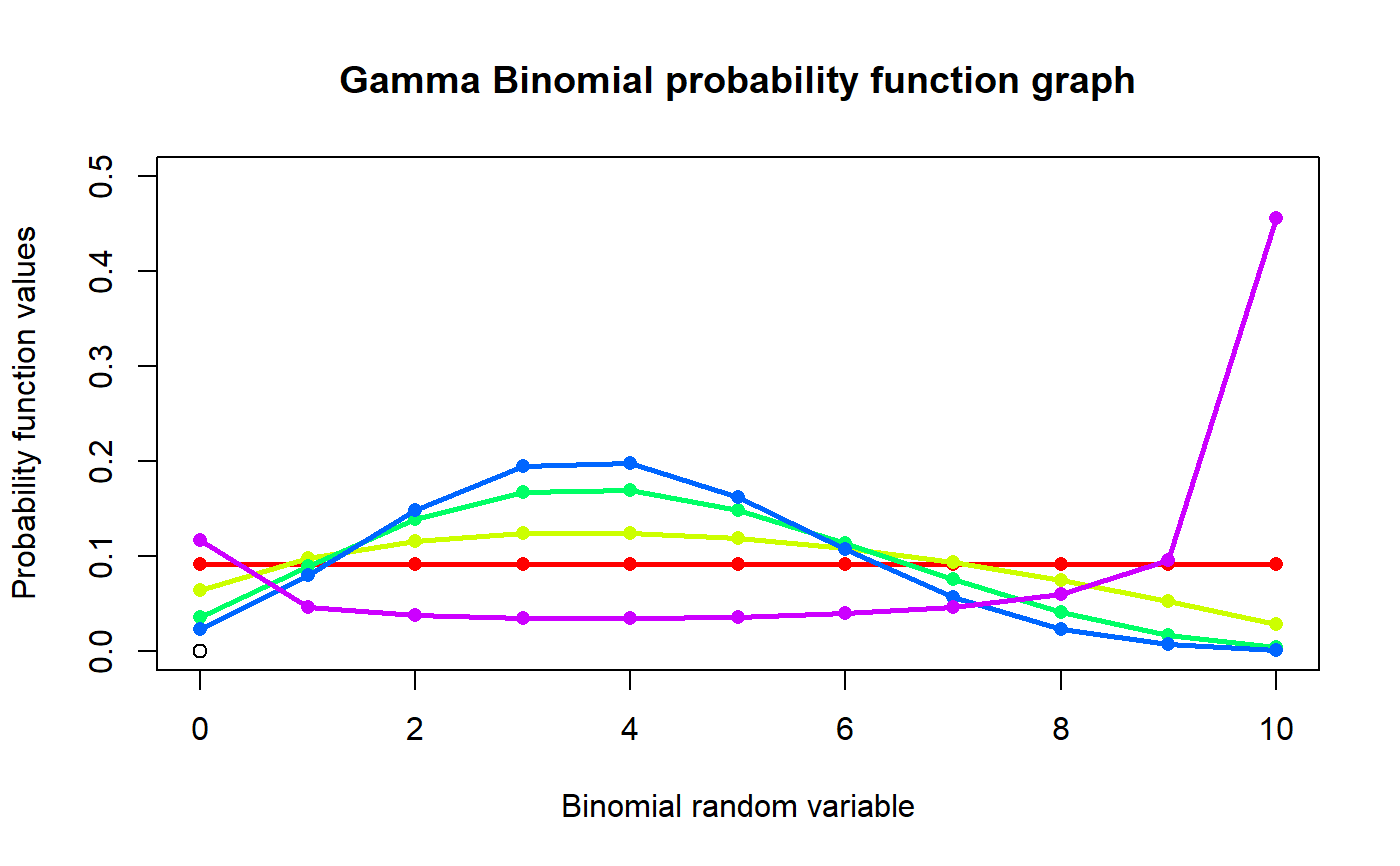 Gamma Binomial probability function graph
Probability function values
0.5
0.4
0.3
0.2
0.1
0.0
0 2 4 6 8 10
Binomial random variable